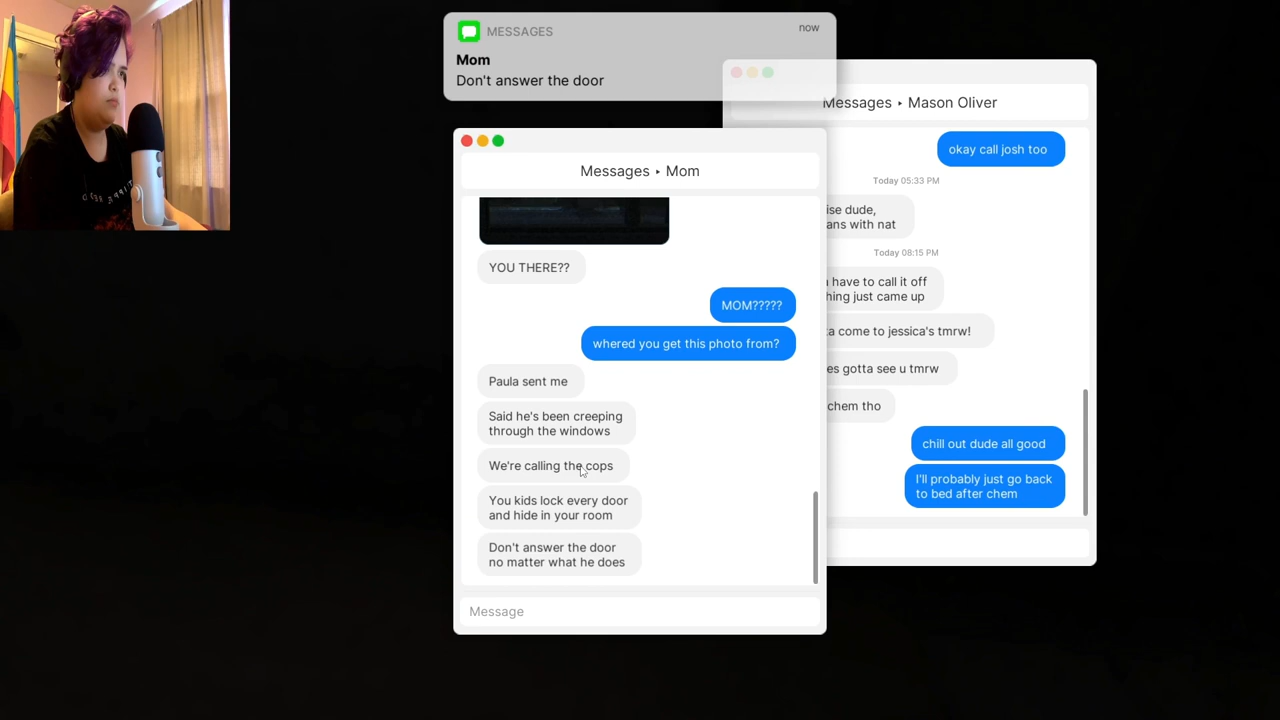 MESSAGES
now
Mom
Don't answer the door
Messages ‣ Mason Oliver
okay call josh too
Today 05:33 PM
dude,
with nat
Today 08:15 PM
have to call it off
just came up
come to jessica's tmrw!
gotta see u tmrw
chem tho
chill out dude all good
I'll probably just go back
to bed after chem
Messages ‣ Mom
YOU THERE??
MOM?????
whered you get this photo from?
Paula sent me
Said he's been creeping
through the windows
We're calling the cops
You kids lock every door
and hide in your room
Don't answer the door
no matter what he does
Message